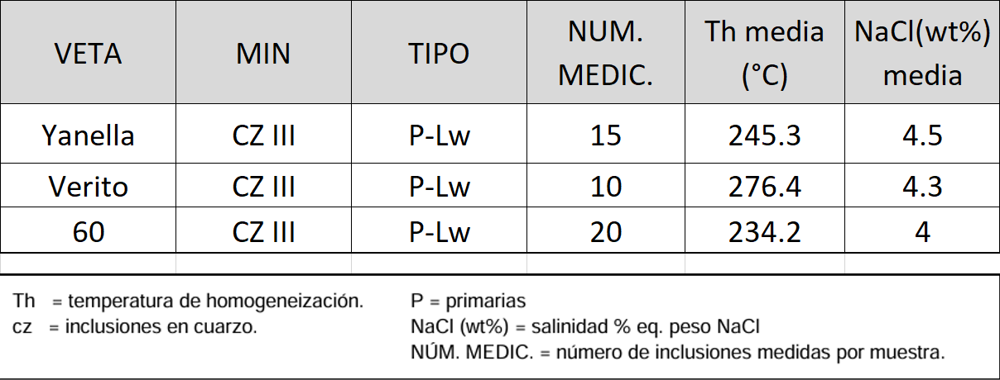 VETA MIN TIPO NUM. MEDIC. Th media (°C) NaCl(wt%) media
Yanella CZ III P-Lw 15 245.3 4.5
Verito CZ III P-Lw 10 276.4 4.3
60 CZ III P-Lw 20 234.2 4
Th = temperatura de homogeneización.
cz = inclusiones en cuarzo.
P = primarias
NaCl (wt%) = salinidad % eq. peso NaCl
NÚM. MEDIC. = número de inclusiones medidas por muestra.